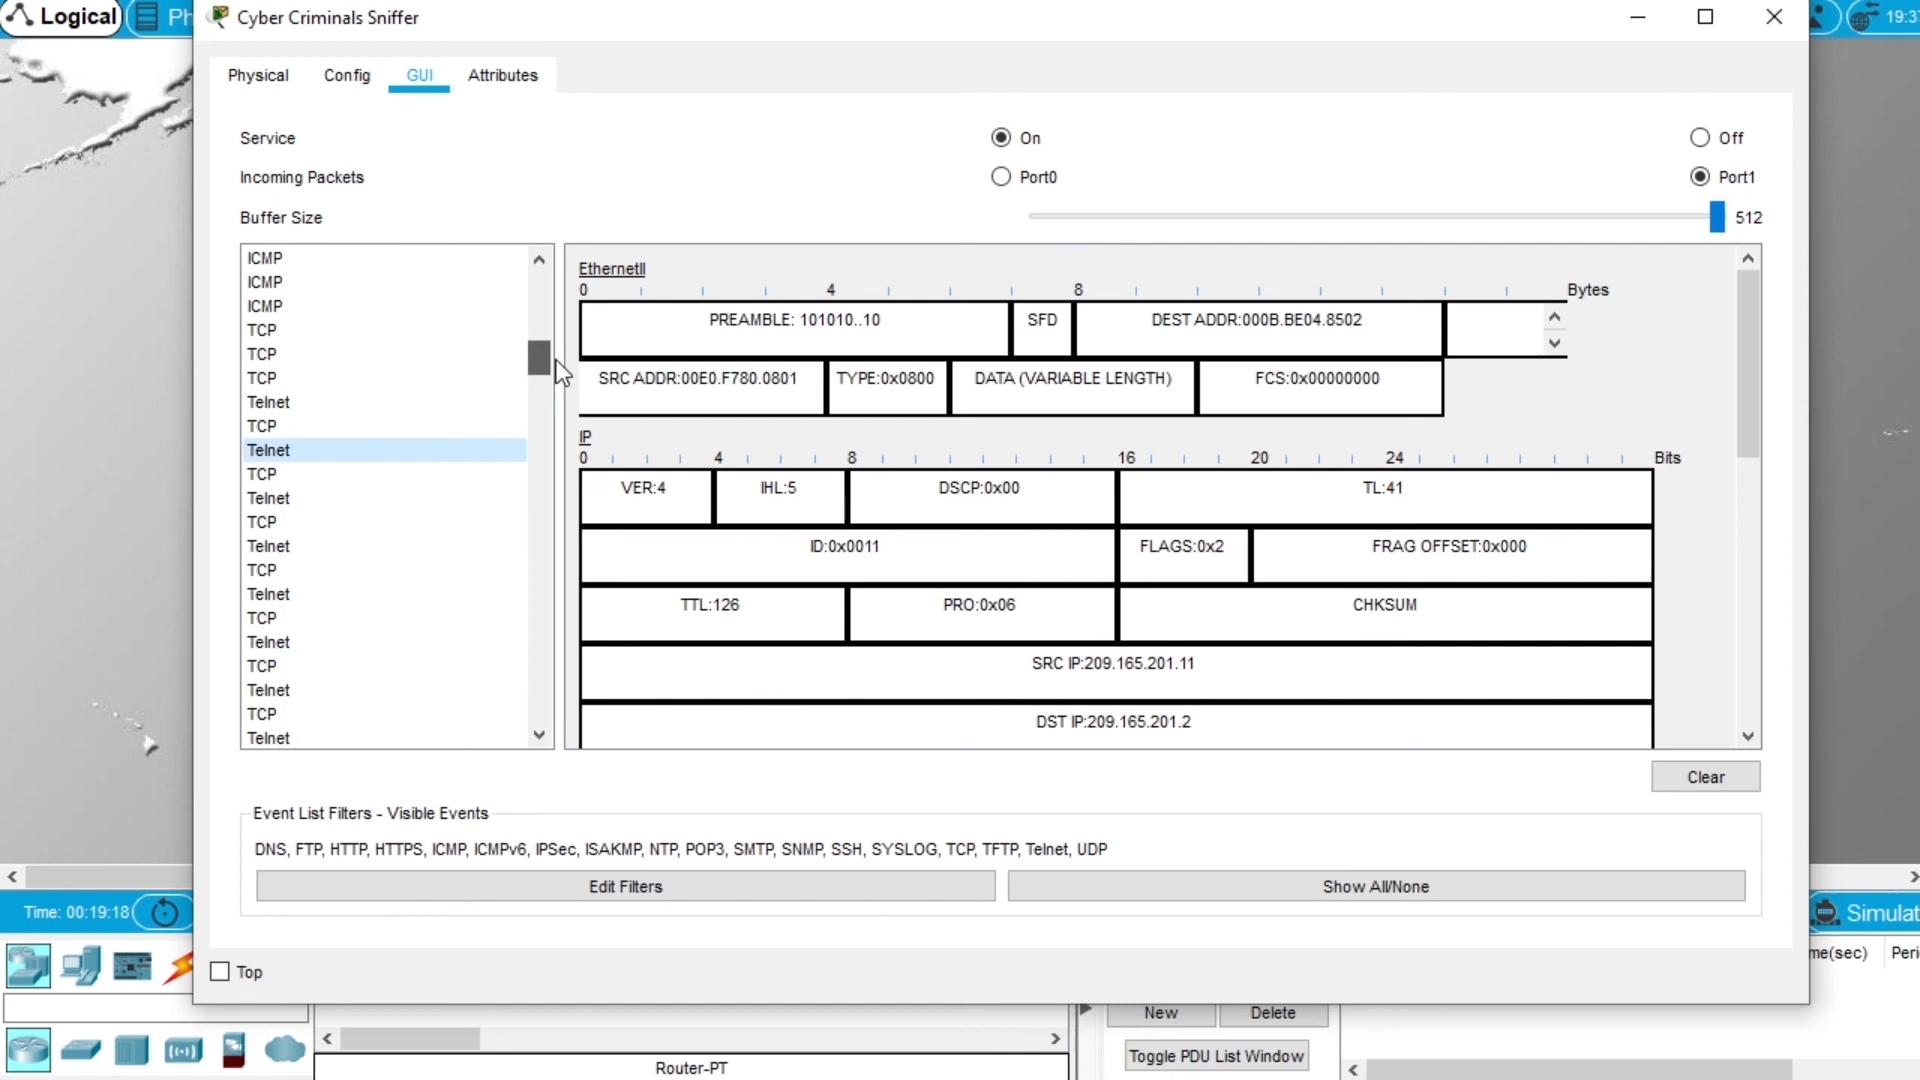 Logical
Ph
Cyber Criminals Sniffer
19:3
Physical
Config
GUI
Attributes
Service
On
Off
Incoming Packets
Port0
Port1
Buffer Size
512
ICMP
ICMP
ICMP
TCP
TCP
TCP
Telnet
TCP
Telnet
TCP
Telnet
TCP
Telnet
TCP
Telnet
TCP
Telnet
TCP
Telnet
TCP
Telnet
EthernetII
0 4 8 Bytes
PREAMBLE: 101010..10
SFD
DEST ADDR:000B.BE04.8502
SRC ADDR:00E0.F780.0801
TYPE:0x0800
DATA (VARIABLE LENGTH)
FCS:0x00000000
IP
0 4 8 16 20 24 Bits
VER:4
IHL:5
DSCP:0x00
TL:41
ID:0x0011
FLAGS:0x2
FRAG OFFSET:0x000
TTL:126
PRO:0x06
CHKSUM
SRC IP:209.165.201.11
DST IP:209.165.201.2
Clear
Event List Filters - Visible Events
DNS, FTP, HTTP, HTTPS, ICMP, ICMPv6, IPSec, ISAKMP, NTP, POP3, SMTP, SNMP, SSH, SYSLOG, TCP, TFTP, Telnet, UDP
Edit Filters
Show All/None
Time: 00:19:18
Simulat
Top
me(sec)
Peri
New
Delete
Toggle PDU List Window
Router-PT